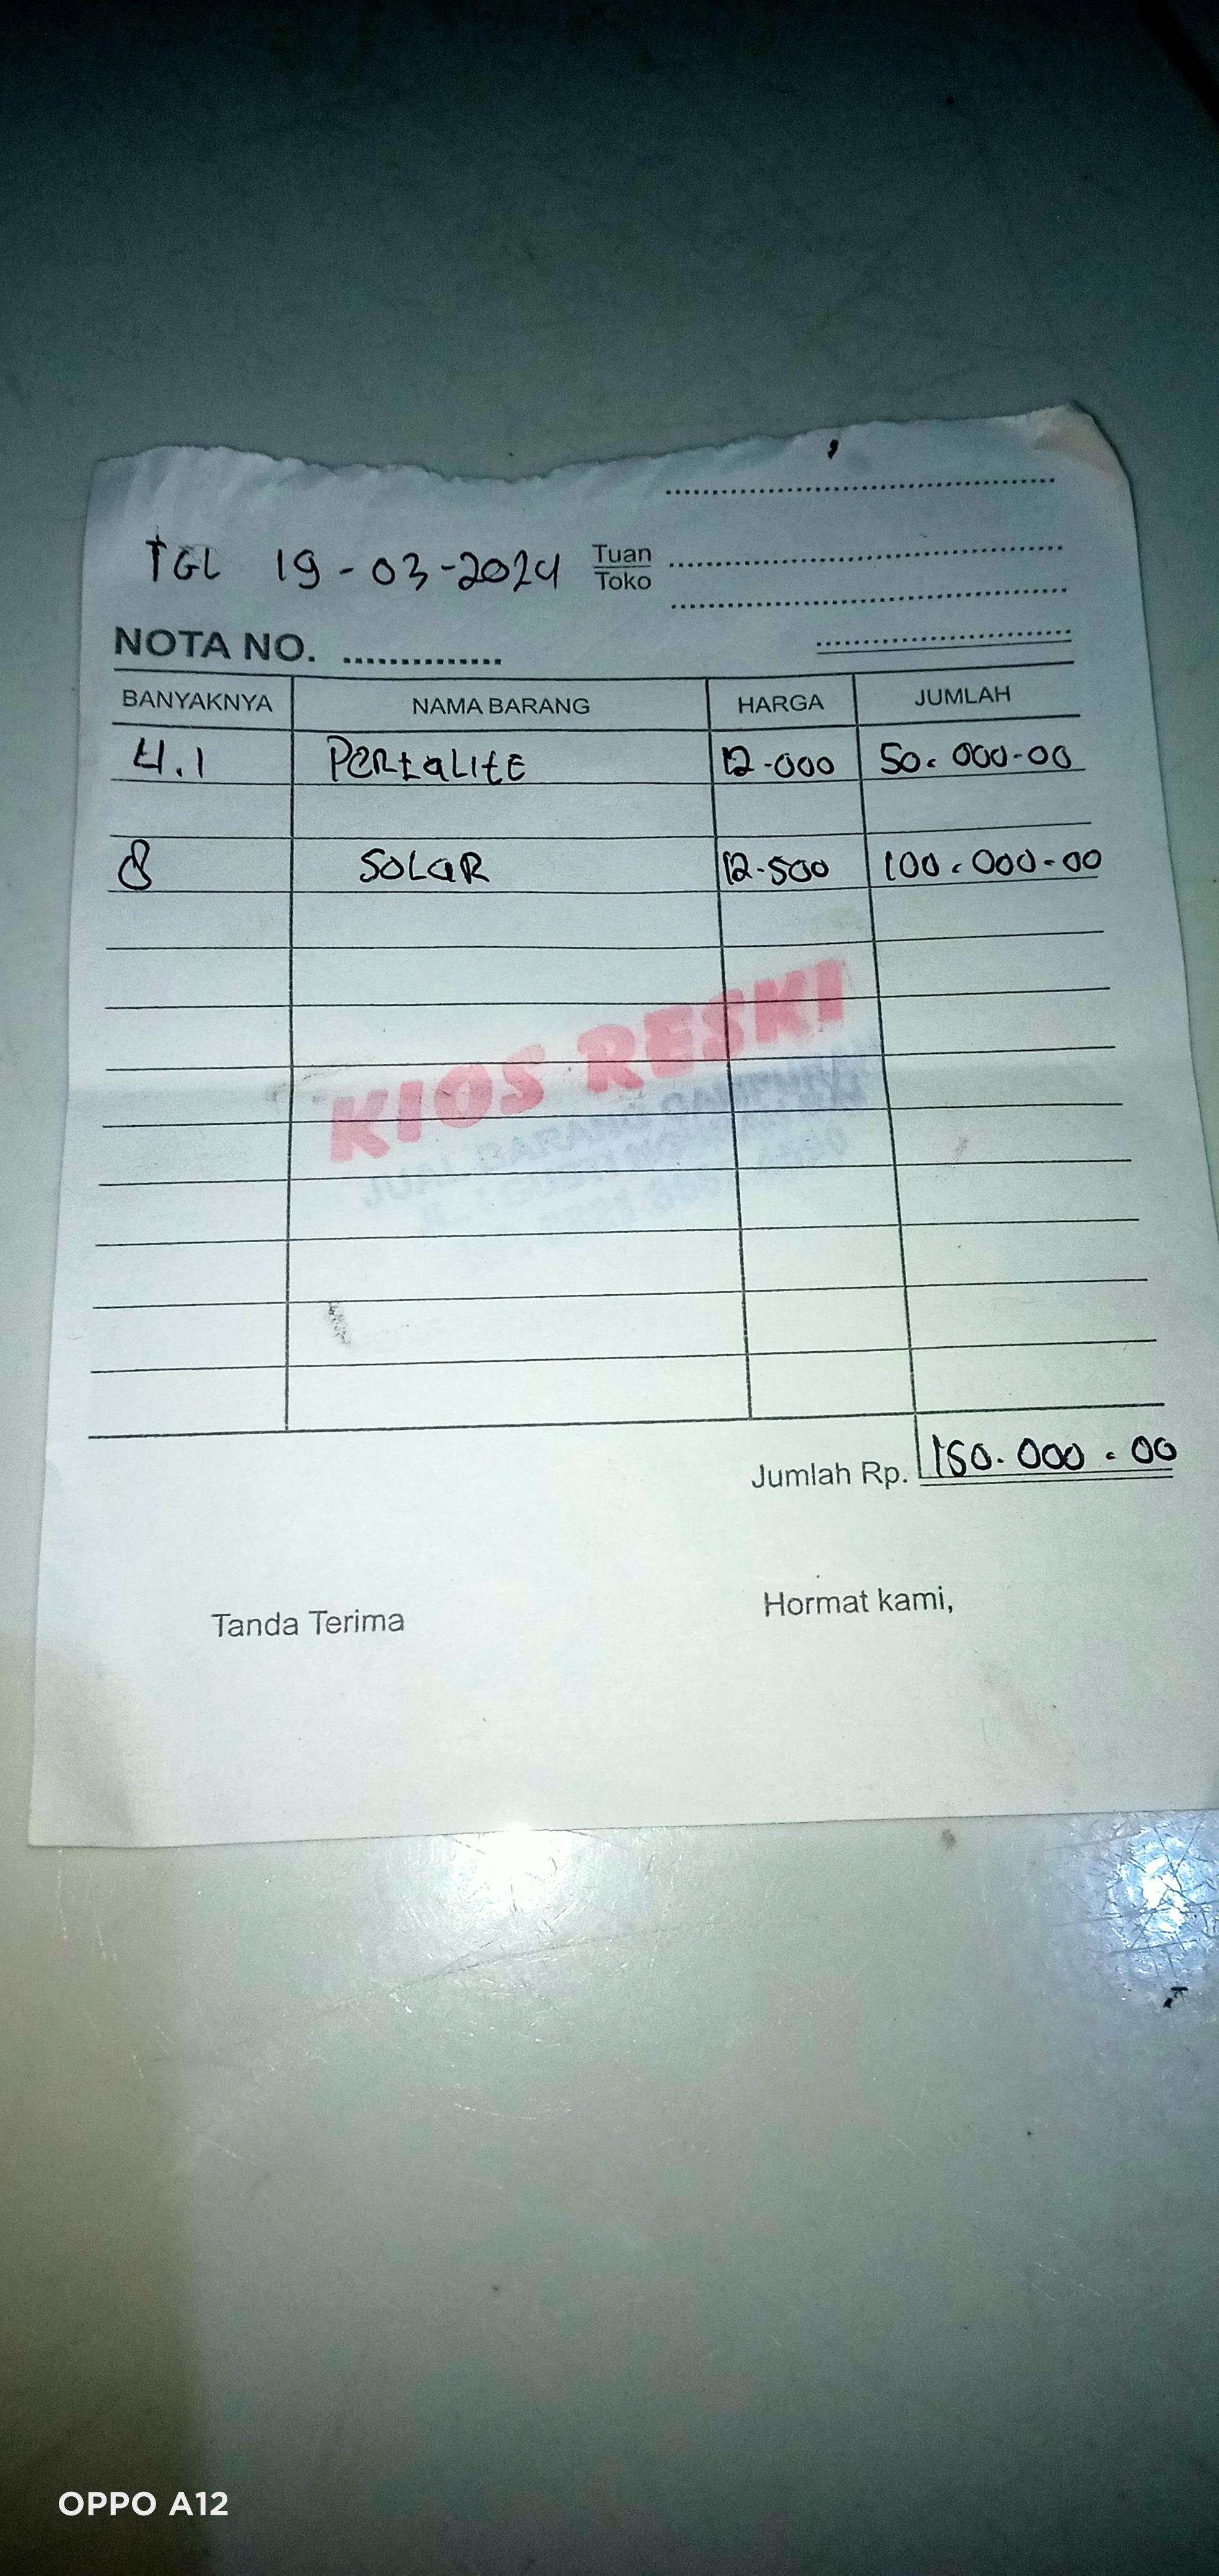 TGL 19-03-2024
Tuan
Toko
NOTA NO.
BANYAKNYA NAMA BARANG HARGA JUMLAH
4.1 PERtaLitE 12.000 50.000.00
8 SOLaR 12.500 100.000.00
KIOS RESKI
Jumlah Rp. 150.000.00
Tanda Terima Hormat kami,
OPPO A12